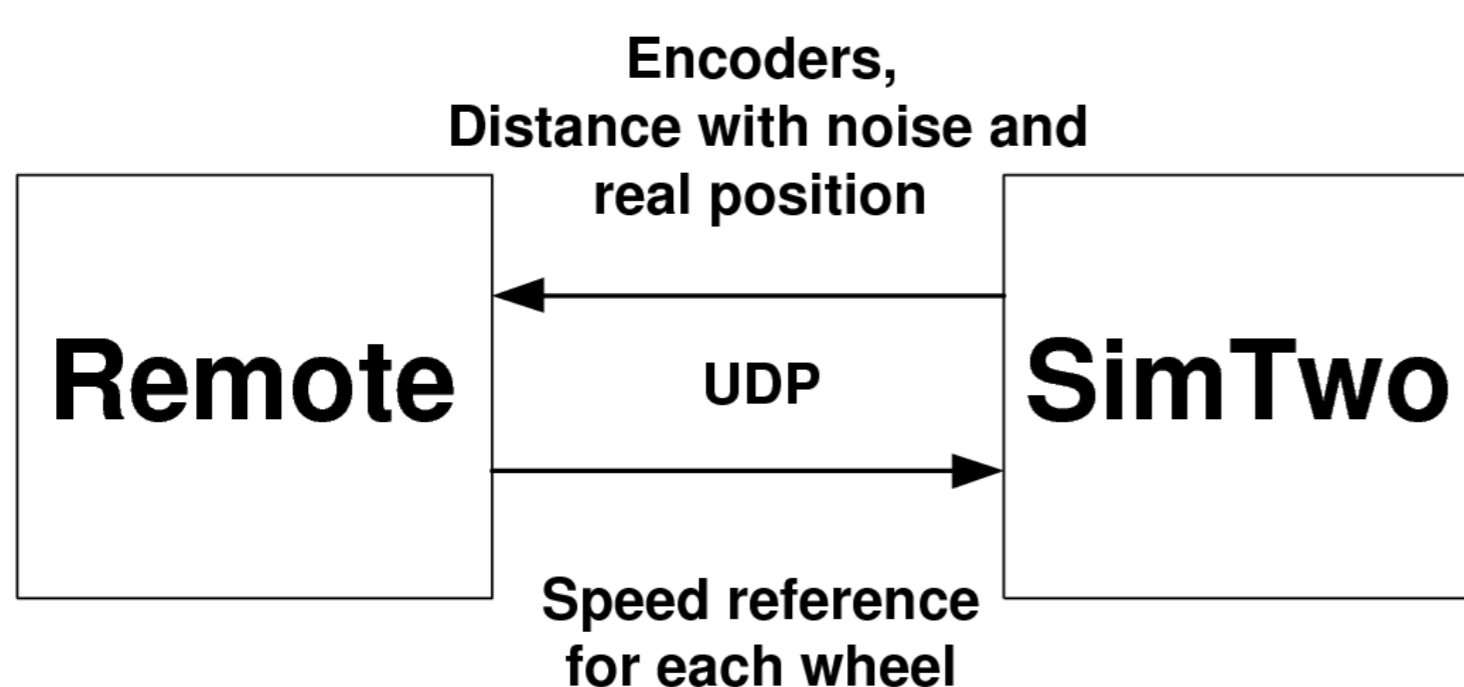 Encoders,
Distance with noise and
real position
Remote
UDP
SimTwo
Speed reference
for each wheel